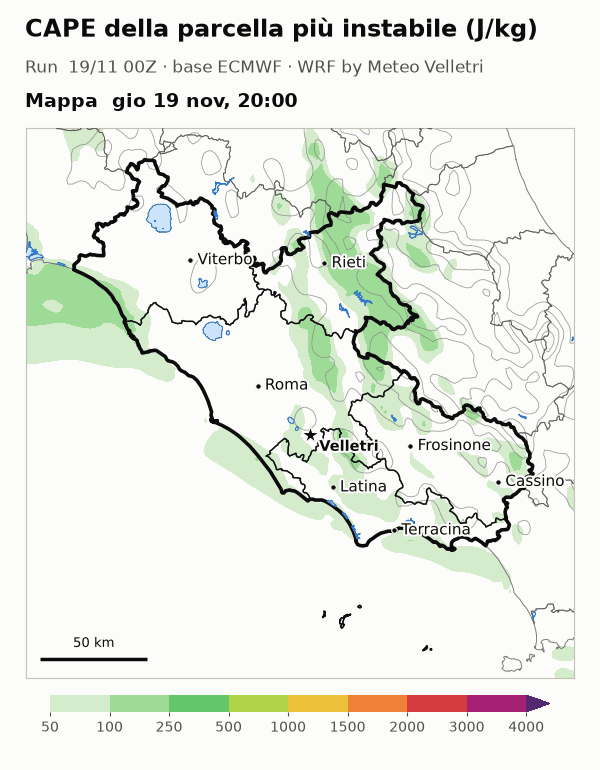 CAPE della parcella più instabile (J/kg)
Run  19/11 00Z · base ECMWF · WRF by Meteo Velletri
Mappa  gio 19 nov, 20:00
Viterbo
Rieti
Roma
Velletri
Frosinone
Latina
Cassino
Terracina
50 km
50 100 250 500 1000 1500 2000 3000 4000